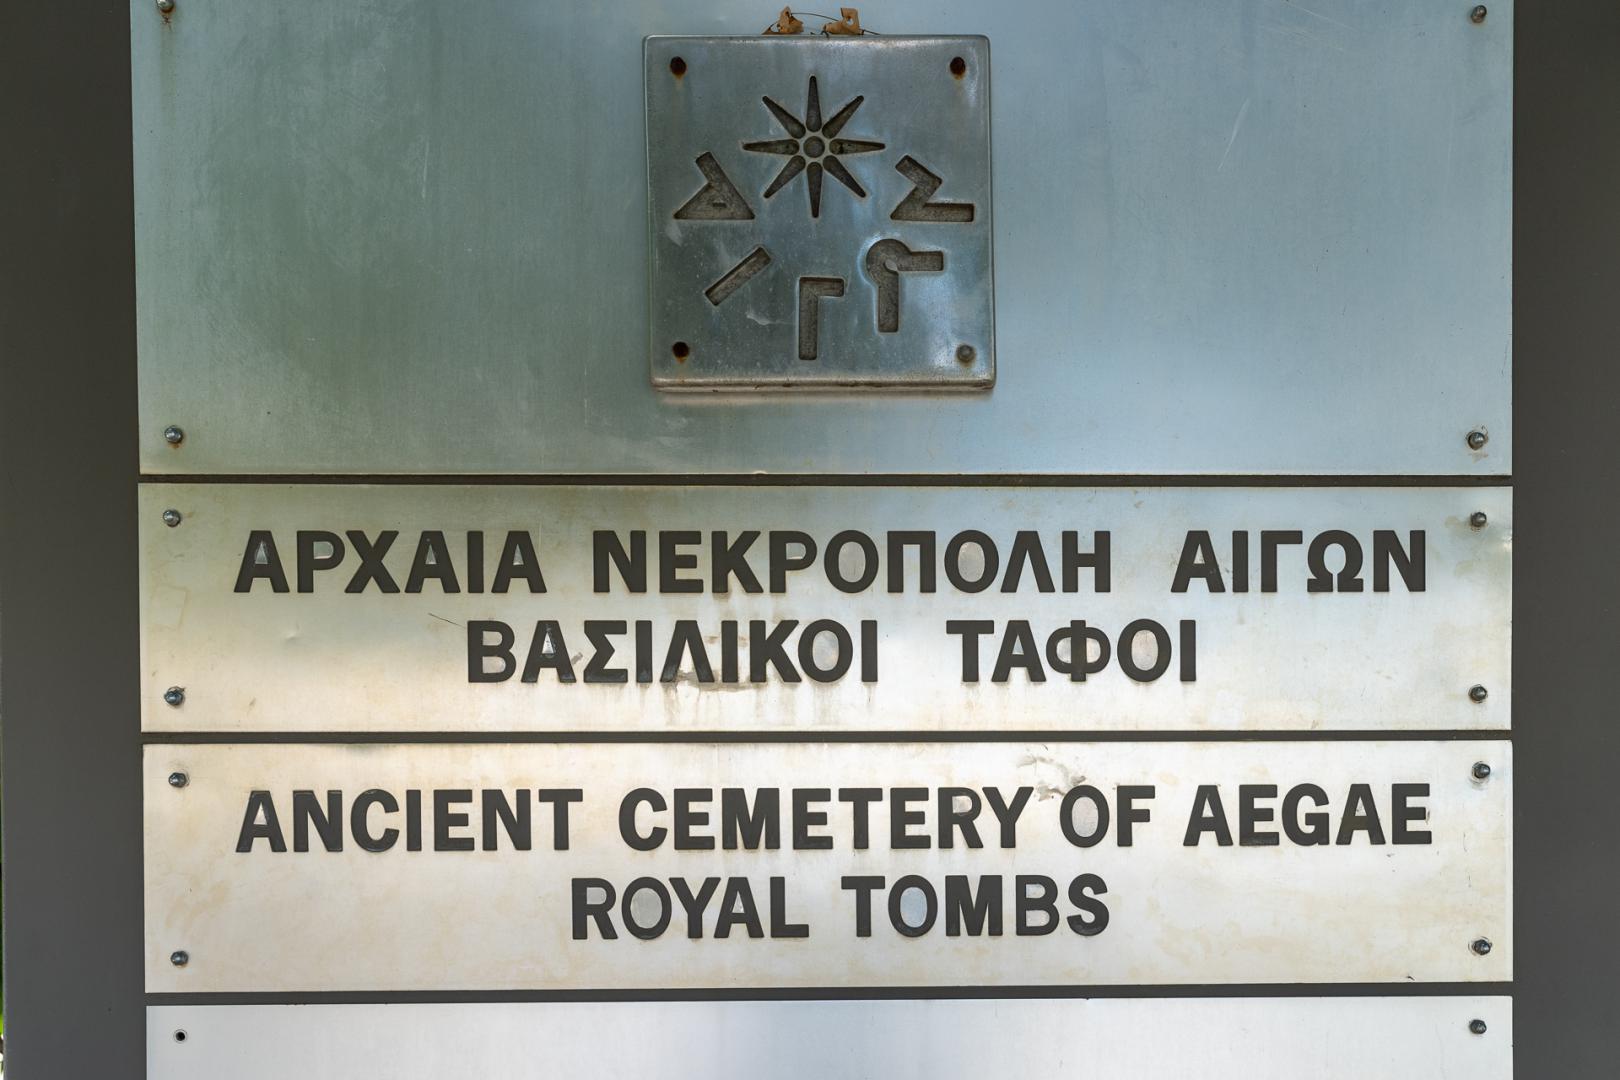 ΑΡΧΑΙΑ ΝΕΚΡΟΠΟΛΗ ΑΙΓΩΝ
ΒΑΣΙΛΙΚΟΙ ΤΑΦΟΙ
ANCIENT CEMETERY OF AEGAE
ROYAL TOMBS